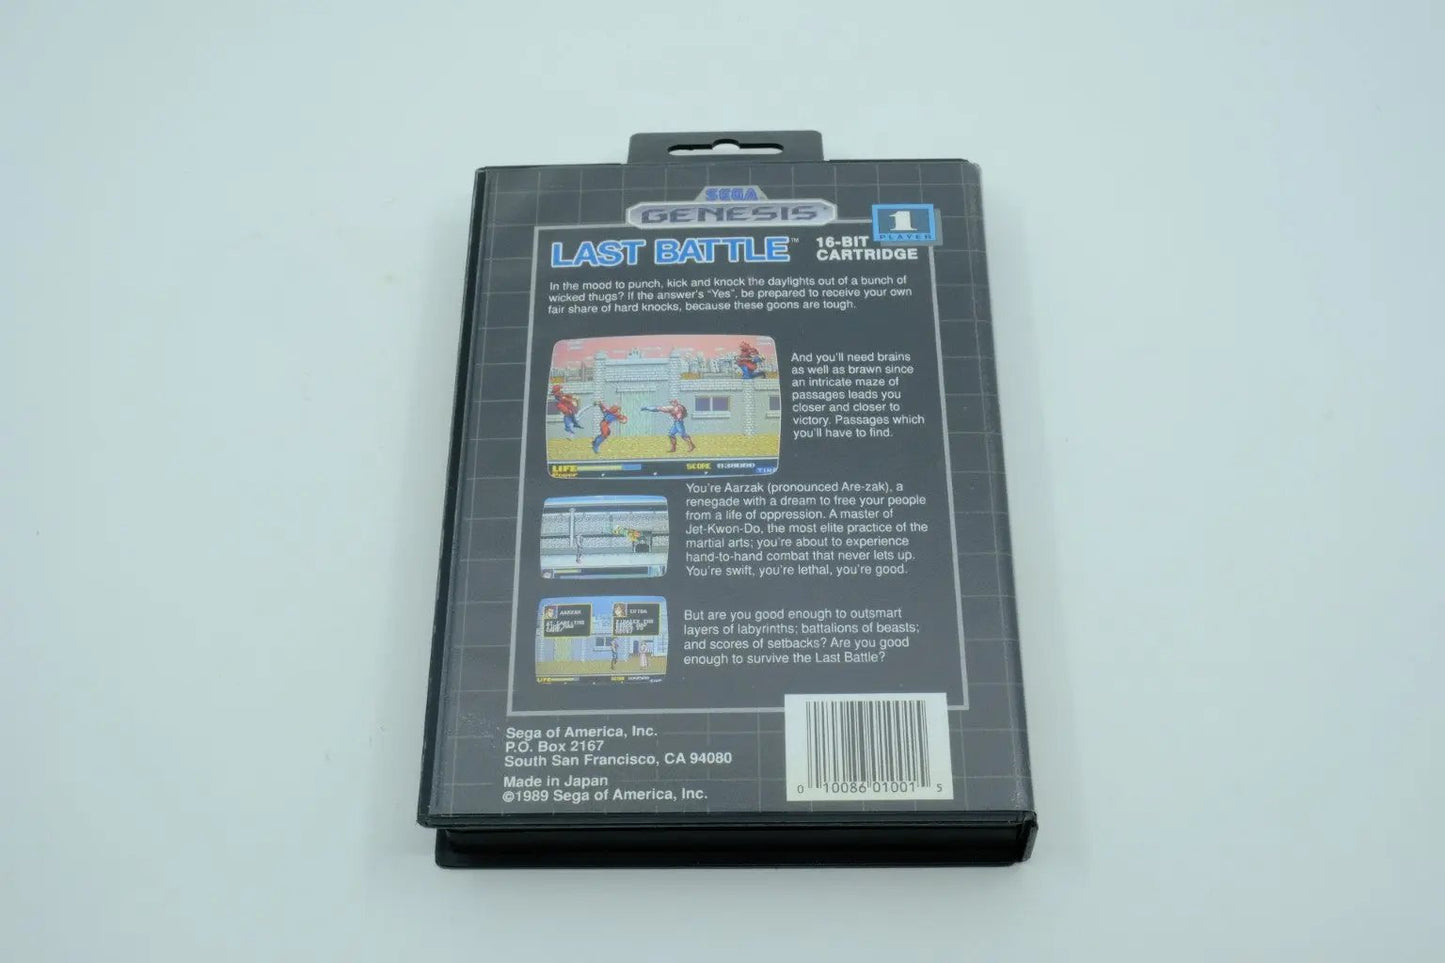 SEGA
GENESIS
1
PLAYER
LAST BATTLE™
16-BIT
CARTRIDGE
In the mood to punch, kick and knock the daylights out of a bunch of
wicked thugs? If the answer's "Yes", be prepared to receive your own
fair share of hard knocks, because these goons are tough.
And you'll need brains
as well as brawn since
an intricate maze of
passages leads you
closer and closer to
victory. Passages which
you'll have to find.
LIFE
Power
SCORE
You're Aarzak (pronounced Are-zak), a
renegade with a dream to free your people
from a life of oppression. A master of
Jet-Kwon-Do, the most elite practice of the
martial arts; you're about to experience
hand-to-hand combat that never lets up.
You're swift, you're lethal, you're good.
AARZAK
But are you good enough to outsmart
layers of labyrinths; battalions of beasts;
and scores of setbacks? Are you good
enough to survive the Last Battle?
LIFE
Sega of America, Inc.
P.O. Box 2167
South San Francisco, CA 94080
Made in Japan
©1989 Sega of America, Inc.
0 10086 01001 5